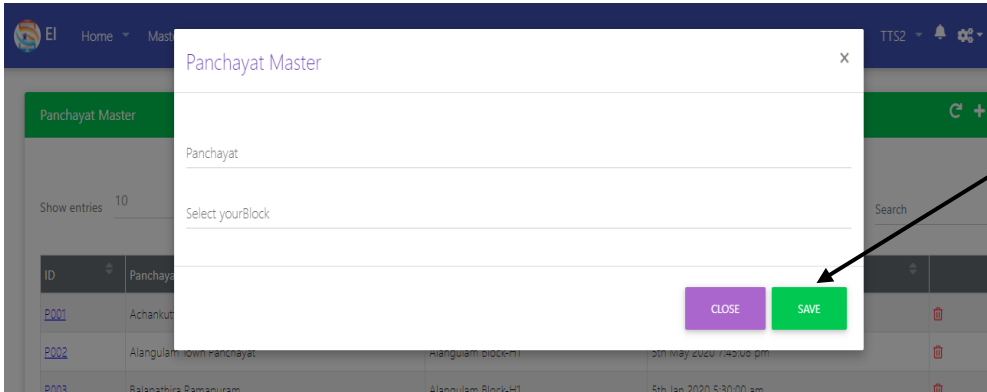 EI Home TTS2
Panchayat Master
x
Panchayat Master
Panchayat
Show entries 10
Select yourBlock
Search
ID
CLOSE SAVE
P001
P002 Alangulam Town Panchayat Alangulam Block-H1 5th May 2020 7:45:08 pm
P003 Balapathira Ramapuram Alangulam Block-H1 5th Jan 2020 5:30:00 am